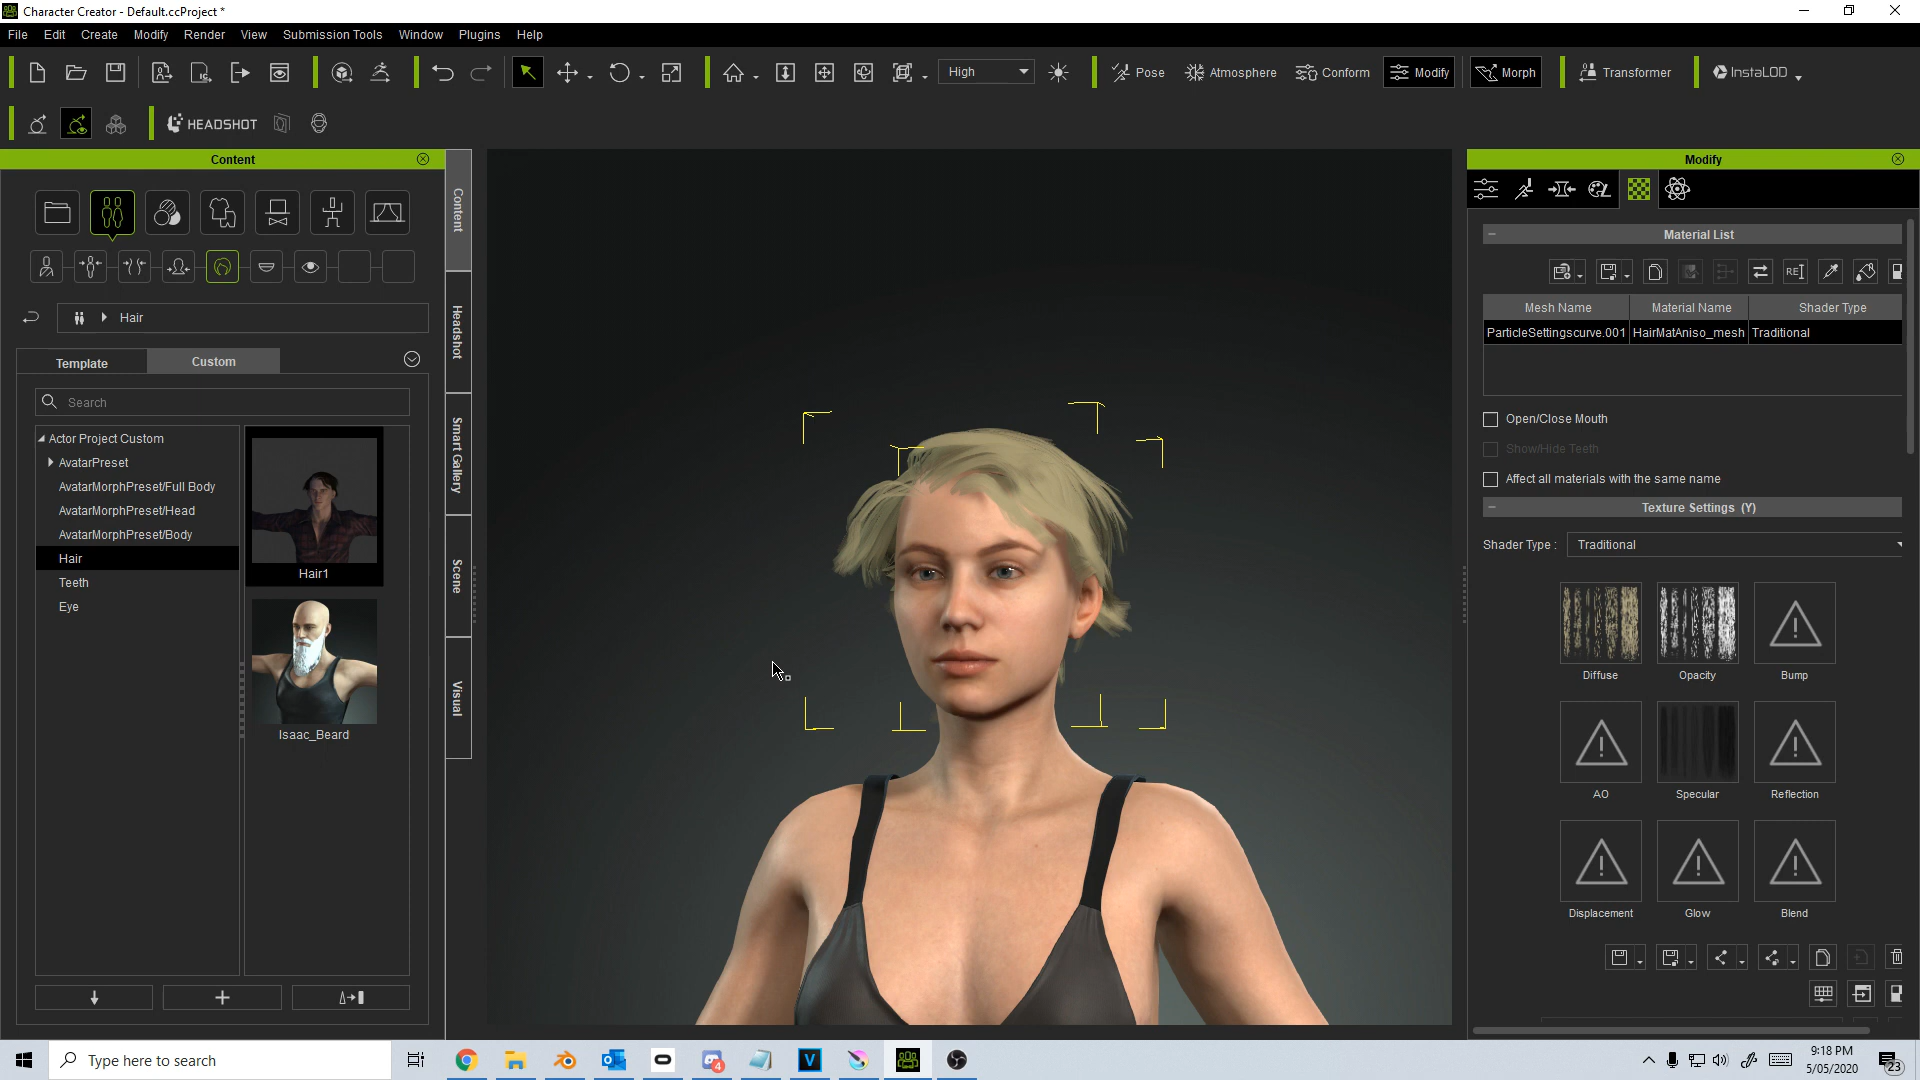 Character Creator - Default.ccProject *
File Edit Create Modify Render View Submission Tools Window Plugins Help
High Pose Atmosphere Conform Modify Morph Transformer InstaLOD
HEADSHOT
Content
Modify
Content
Headshot
Smart Gallery
Scene
Visual
Hair
Template Custom
Search
Actor Project Custom
AvatarPreset
AvatarMorphPreset/Full Body
AvatarMorphPreset/Head
AvatarMorphPreset/Body
Hair
Teeth
Eye
Hair1
Isaac_Beard
Material List
Mesh Name Material Name Shader Type
ParticleSettingscurve.001 HairMatAniso_mesh Traditional
Open/Close Mouth
Show/Hide Teeth
Affect all materials with the same name
Texture Settings (Y)
Shader Type : Traditional
Diffuse Opacity Bump
AO Specular Reflection
Displacement Glow Blend
Type here to search
4
9:18 PM
5/05/2020
23